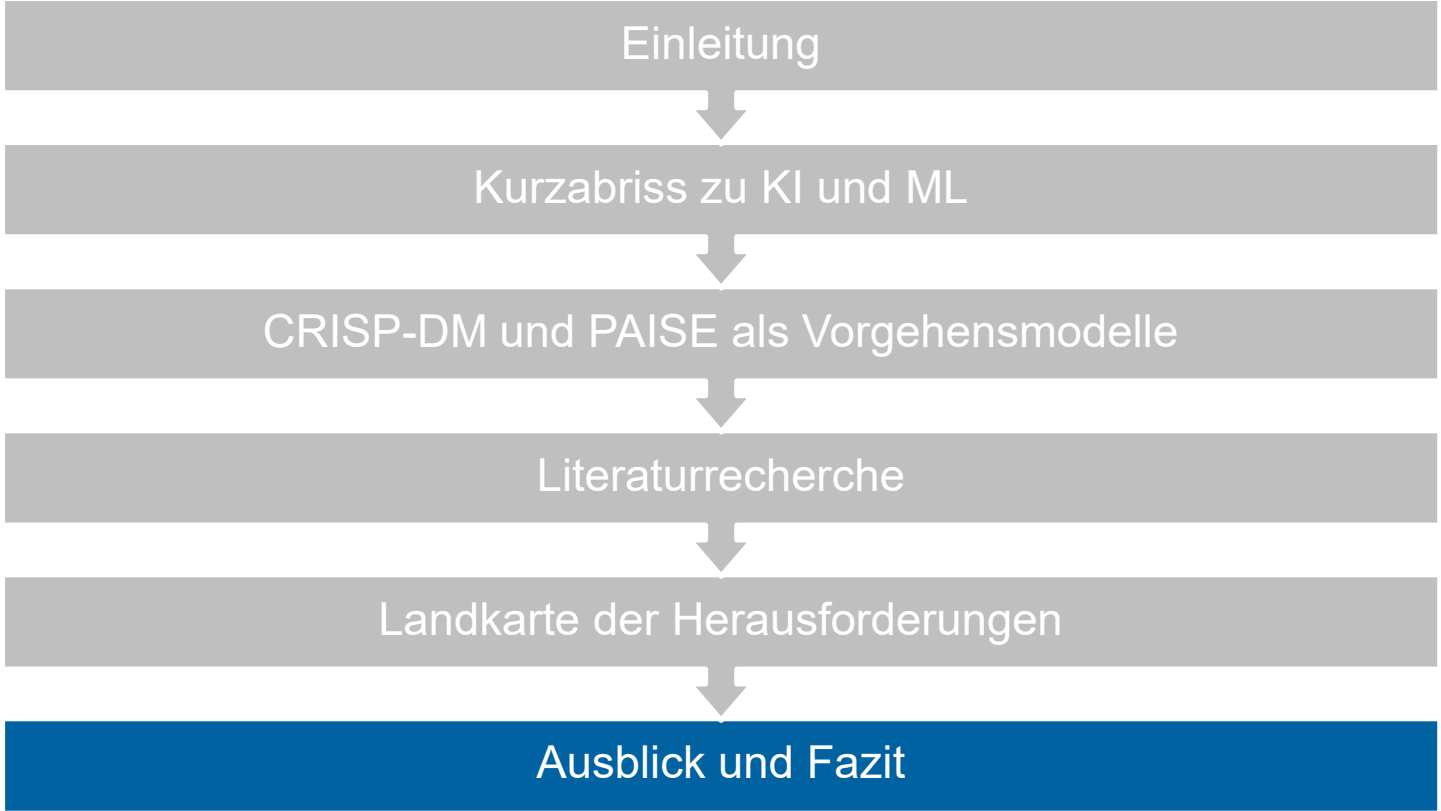 Einleitung
Kurzabriss zu KI und ML
CRISP-DM und PAISE als Vorgehensmodelle
Literaturrecherche
Landkarte der Herausforderungen
Ausblick und Fazit